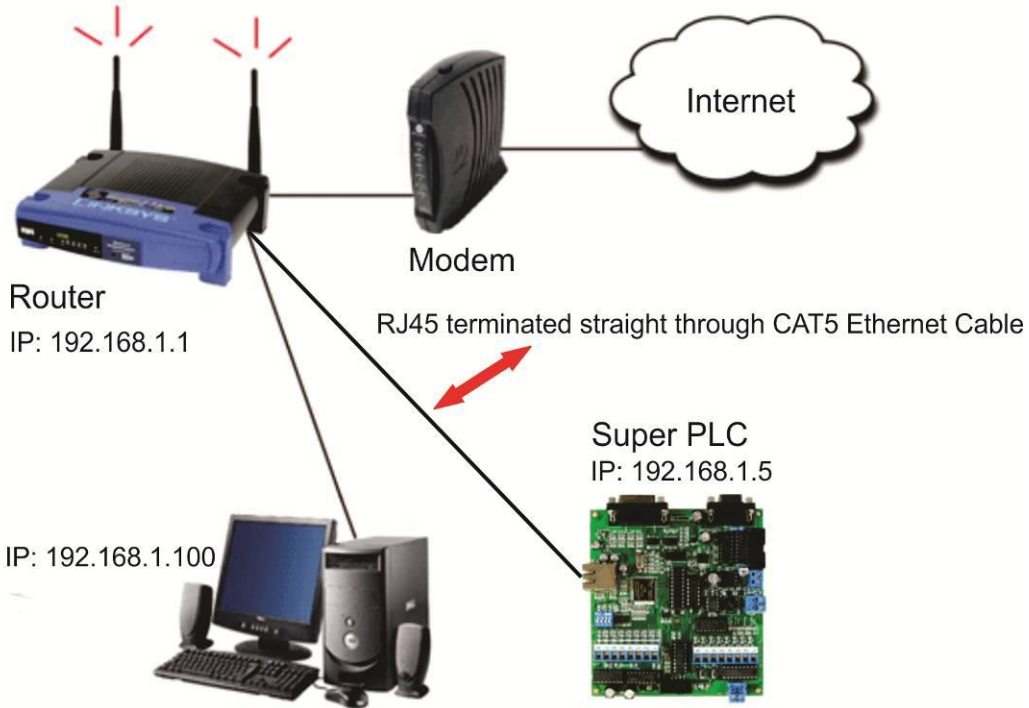 Internet
LINKSYS
Modem
Router
IP: 192.168.1.1
RJ45 terminated straight through CAT5 Ethernet Cable
Super PLC
IP: 192.168.1.5
IP: 192.168.1.100